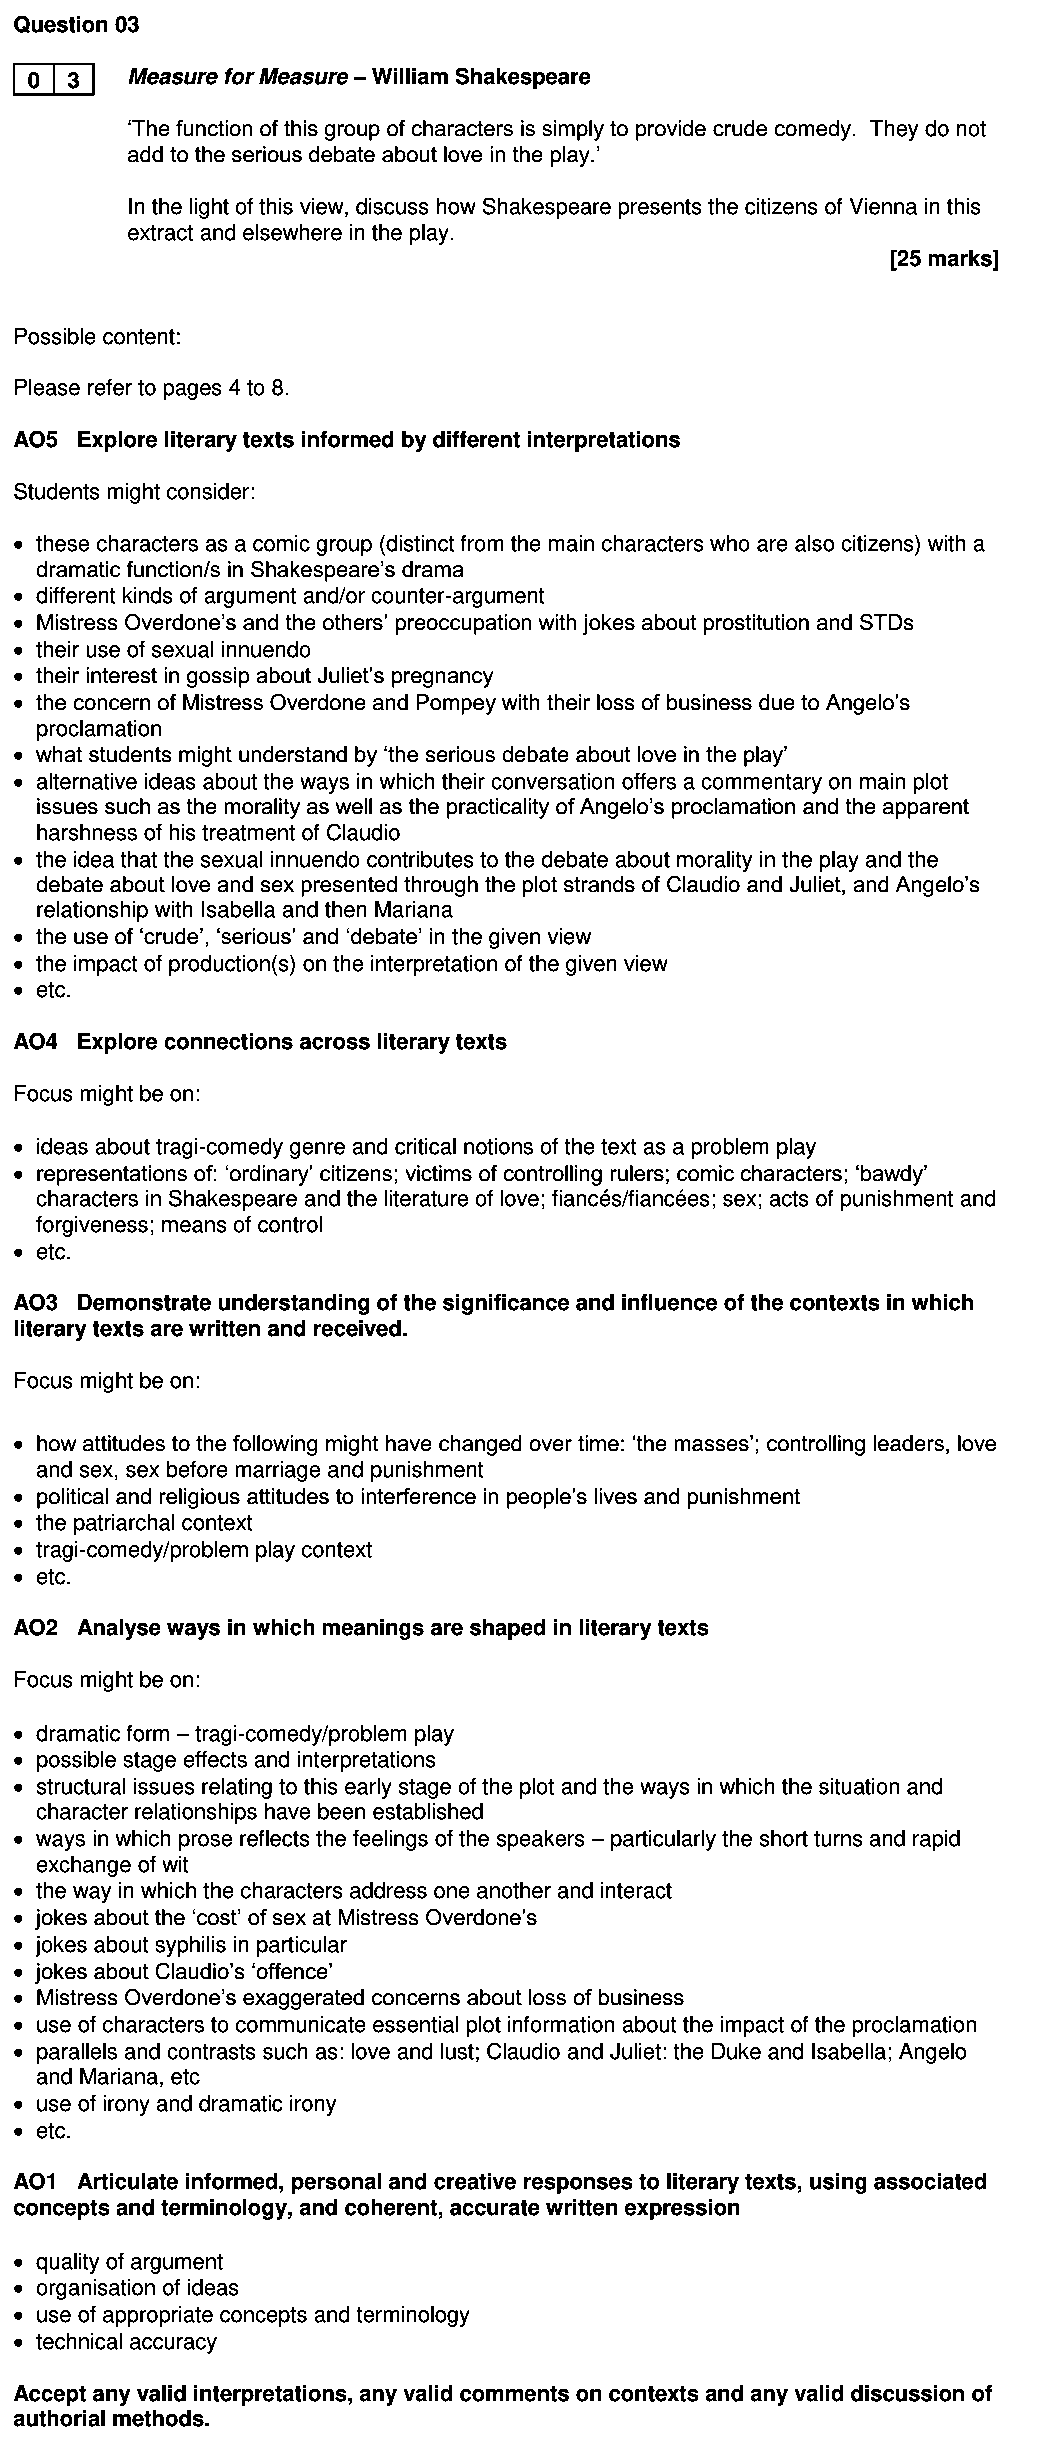 Question 03
0 3 Measure for Measure – William Shakespeare
‘The function of this group of characters is simply to provide crude comedy. They do not
add to the serious debate about love in the play.’
In the light of this view, discuss how Shakespeare presents the citizens of Vienna in this
extract and elsewhere in the play.
[25 marks]
Possible content:
Please refer to pages 4 to 8.
AO5 Explore literary texts informed by different interpretations
Students might consider:
• these characters as a comic group (distinct from the main characters who are also citizens) with a
dramatic function/s in Shakespeare’s drama
• different kinds of argument and/or counter-argument
• Mistress Overdone’s and the others’ preoccupation with jokes about prostitution and STDs
• their use of sexual innuendo
• their interest in gossip about Juliet’s pregnancy
• the concern of Mistress Overdone and Pompey with their loss of business due to Angelo’s
proclamation
• what students might understand by ‘the serious debate about love in the play’
• alternative ideas about the ways in which their conversation offers a commentary on main plot
issues such as the morality as well as the practicality of Angelo’s proclamation and the apparent
harshness of his treatment of Claudio
• the idea that the sexual innuendo contributes to the debate about morality in the play and the
debate about love and sex presented through the plot strands of Claudio and Juliet, and Angelo’s
relationship with Isabella and then Mariana
• the use of ‘crude’, ‘serious’ and ‘debate’ in the given view
• the impact of production(s) on the interpretation of the given view
• etc.
AO4 Explore connections across literary texts
Focus might be on:
• ideas about tragi-comedy genre and critical notions of the text as a problem play
• representations of: ‘ordinary’ citizens; victims of controlling rulers; comic characters; ‘bawdy’
characters in Shakespeare and the literature of love; fiancés/fiancées; sex; acts of punishment and
forgiveness; means of control
• etc.
AO3 Demonstrate understanding of the significance and influence of the contexts in which
literary texts are written and received.
Focus might be on:
• how attitudes to the following might have changed over time: ‘the masses’; controlling leaders, love
and sex, sex before marriage and punishment
• political and religious attitudes to interference in people’s lives and punishment
• the patriarchal context
• tragi-comedy/problem play context
• etc.
AO2 Analyse ways in which meanings are shaped in literary texts
Focus might be on:
• dramatic form – tragi-comedy/problem play
• possible stage effects and interpretations
• structural issues relating to this early stage of the plot and the ways in which the situation and
character relationships have been established
• ways in which prose reflects the feelings of the speakers – particularly the short turns and rapid
exchange of wit
• the way in which the characters address one another and interact
• jokes about the ‘cost’ of sex at Mistress Overdone’s
• jokes about syphilis in particular
• jokes about Claudio’s ‘offence’
• Mistress Overdone’s exaggerated concerns about loss of business
• use of characters to communicate essential plot information about the impact of the proclamation
• parallels and contrasts such as: love and lust; Claudio and Juliet: the Duke and Isabella; Angelo
and Mariana, etc
• use of irony and dramatic irony
• etc.
AO1 Articulate informed, personal and creative responses to literary texts, using associated
concepts and terminology, and coherent, accurate written expression
• quality of argument
• organisation of ideas
• use of appropriate concepts and terminology
• technical accuracy
Accept any valid interpretations, any valid comments on contexts and any valid discussion of
authorial methods.